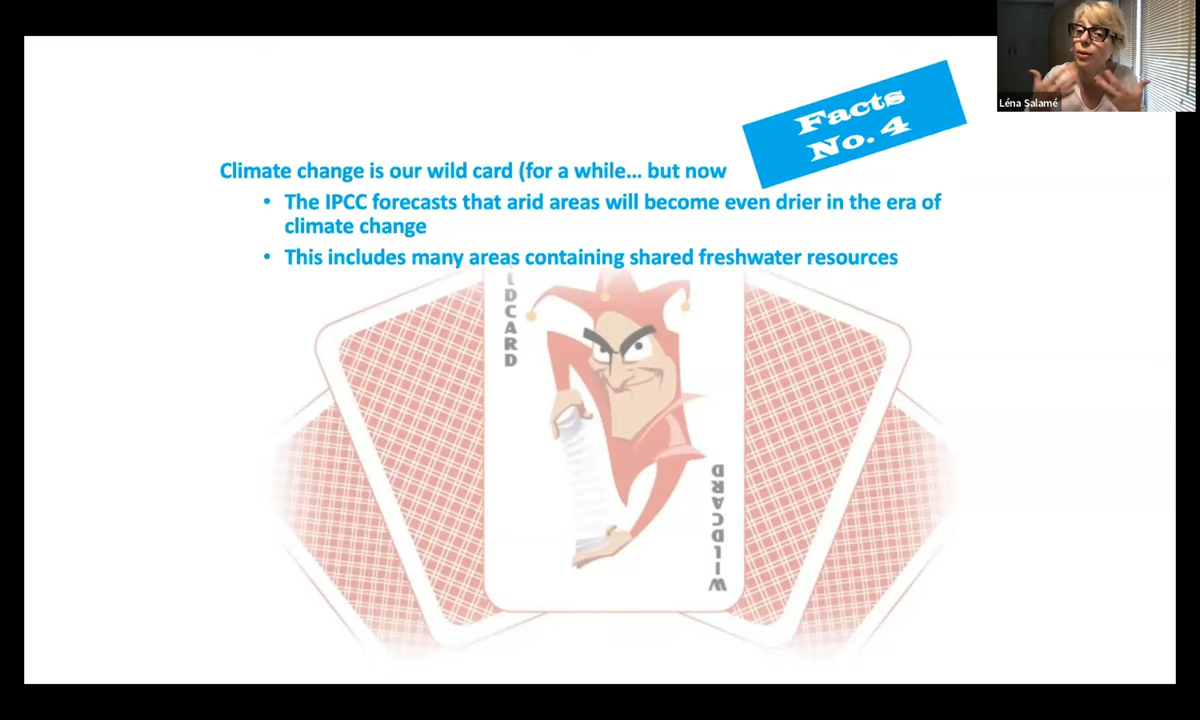 Léna Salamé
Facts
No. 4
Climate change is our wild card (for a while... but now
• The IPCC forecasts that arid areas will become even drier in the era of
climate change
• This includes many areas containing shared freshwater resources
LDCARD
WILDCARD